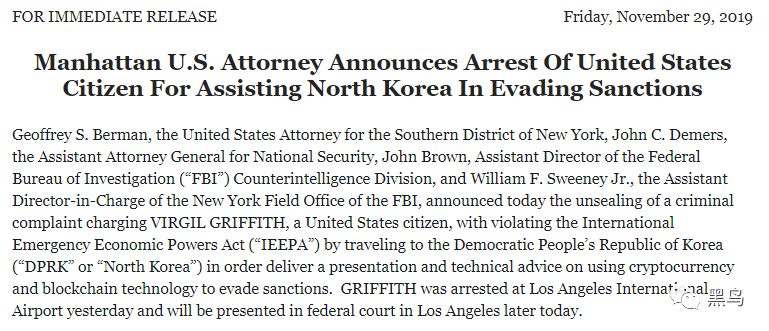 FOR IMMEDIATE RELEASE Friday, November 29, 2019
Manhattan U.S. Attorney Announces Arrest Of United States
Citizen For Assisting North Korea In Evading Sanctions
Geoffrey S. Berman, the United States Attorney for the Southern District of New York, John C. Demers,
the Assistant Attorney General for National Security, John Brown, Assistant Director of the Federal
Bureau of Investigation (“FBI”) Counterintelligence Division, and William F. Sweeney Jr., the Assistant
Director-in-Charge of the New York Field Office of the FBI, announced today the unsealing of a criminal
complaint charging VIRGIL GRIFFITH, a United States citizen, with violating the International
Emergency Economic Powers Act (“IEEPA”) by traveling to the Democratic People’s Republic of Korea
(“DPRK” or “North Korea”) in order deliver a presentation and technical advice on using cryptocurrency
and blockchain technology to evade sanctions.  GRIFFITH was arrested at Los Angeles International
Airport yesterday and will be presented in federal court in Los Angeles later today.
黑鸟